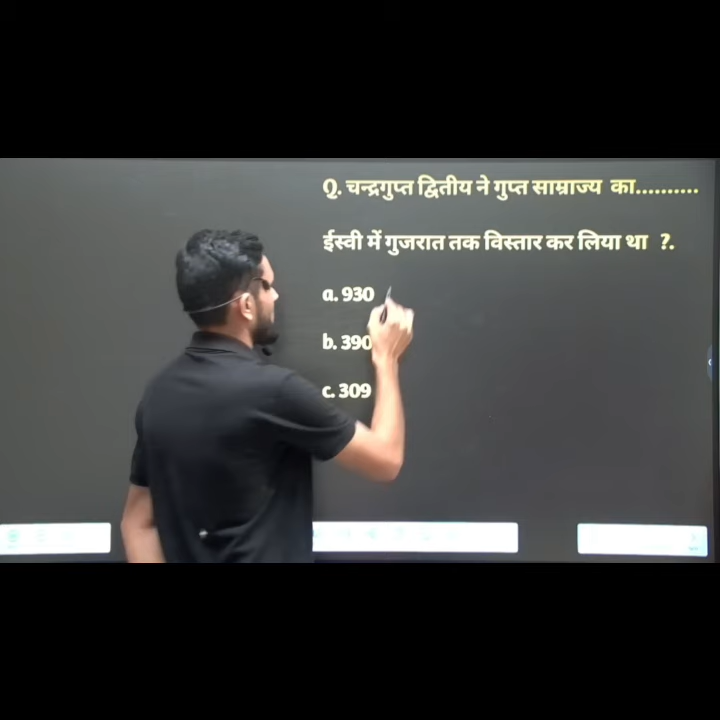 Q. चन्द्रगुप्त द्वितीय ने गुप्त साम्राज्य का..........
ईस्वी में गुजरात तक विस्तार कर लिया था ?.
a. 930
b. 390
c. 309